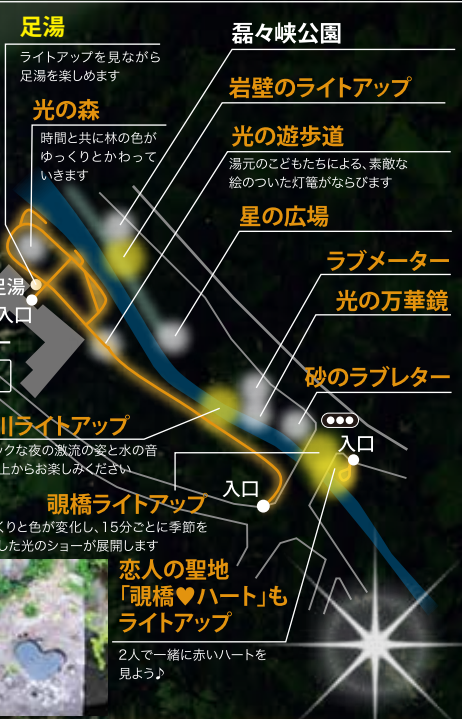 足湯
ライトアップを見ながら
足湯を楽しめます
磊々峡公園
岩壁のライトアップ
光の森
時間と共に林の色が
ゆっくりとかわって
いきます
光の遊歩道
湯元のこどもたちによる、素敵な
絵のついた灯篭がならびます
星の広場
ラブメーター
光の万華鏡
足湯
入口
砂のラブレター
川ライトアップ
ックな夜の激流の姿と水の音
上からお楽しみください
入口
入口
覗橋ライトアップ
くりと色が変化し、15分ごとに季節を
した光のショーが展開します
恋人の聖地
「覗橋♥ハート」も
ライトアップ
2人で一緒に赤いハートを
見よう♪